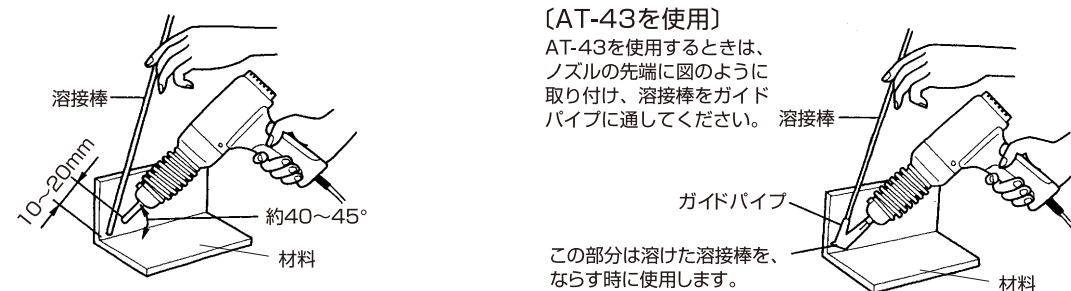 溶接棒
10～20mm
約40～45°
材料
〔AT-43を使用〕
AT-43を使用するときは、
ノズルの先端に図のように
取り付け、溶接棒をガイド
パイプに通してください。
溶接棒
ガイドパイプ
この部分は溶けた溶接棒を、
ならす時に使用します。
材料